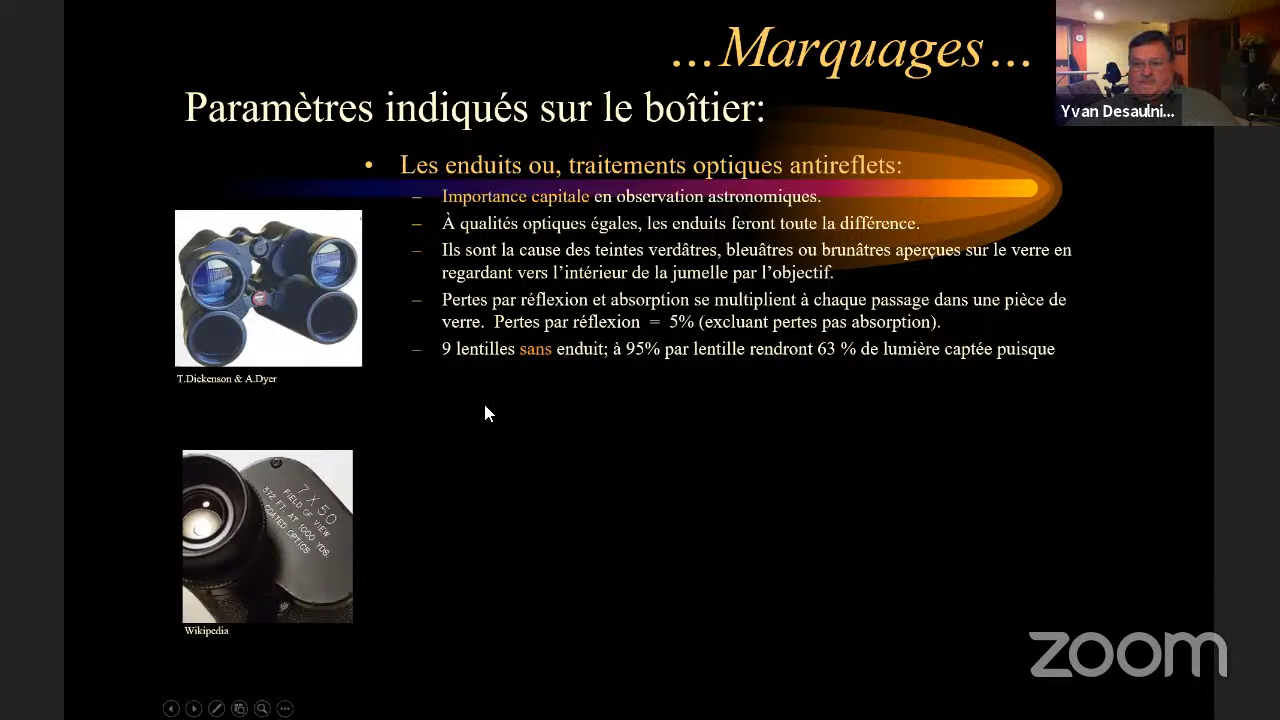 ...Marquages...
Yvan Desaulni...
Paramètres indiqués sur le boîtier:
• Les enduits ou, traitements optiques antireflets:
– Importance capitale en observation astronomiques.
– À qualités optiques égales, les enduits feront toute la différence.
– Ils sont la cause des teintes verdâtres, bleuâtres ou brunâtres aperçues sur le verre en
regardant vers l’intérieur de la jumelle par l’objectif.
– Pertes par réflexion et absorption se multiplient à chaque passage dans une pièce de
verre. Pertes par réflexion = 5% (excluant pertes pas absorption).
– 9 lentilles sans enduit; à 95% par lentille rendront 63 % de lumière captée puisque
T.Dickenson & A.Dyer
7 X 50
FIELD OF VIEW
372 FT. AT 1000 YDS.
COATED OPTICS
Wikipedia
zoom